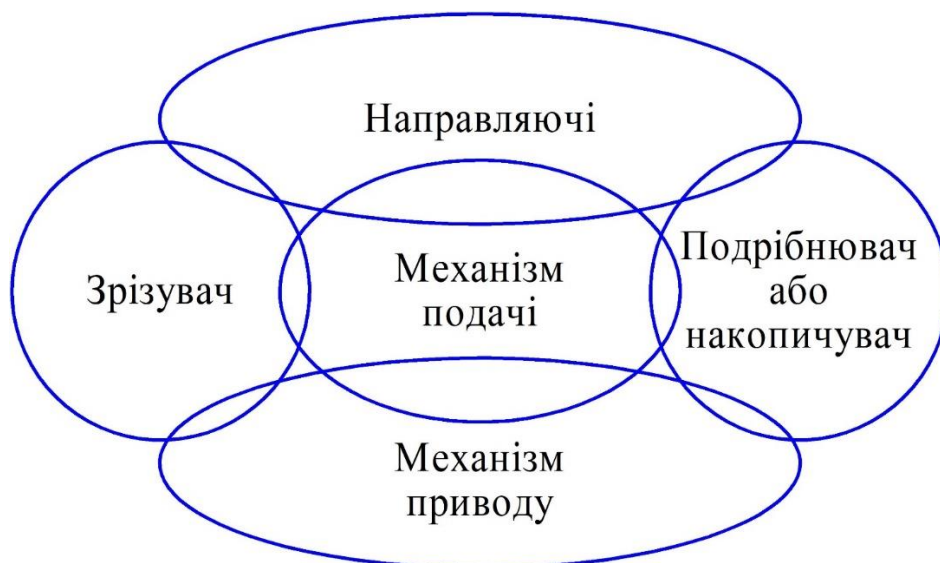 Направляючі
Зрізувач
Механізм
подачі
Подрібнювач
або
накопичувач
Механізм
приводу